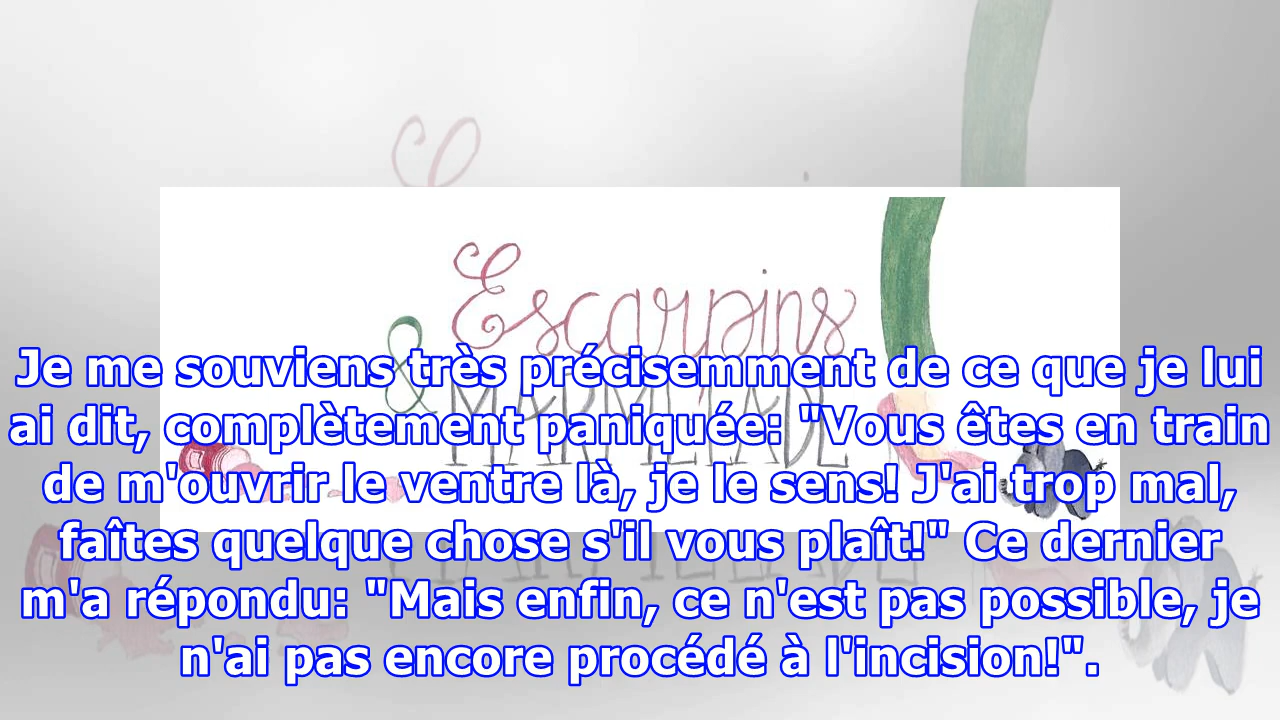 Escarpins
& MARMELADE
Je me souviens très précisemment de ce que je lui
ai dit, complètement paniquée: "Vous êtes en train
de m'ouvrir le ventre là, je le sens! J'ai trop mal,
faîtes quelque chose s'il vous plaît!" Ce dernier
m'a répondu: "Mais enfin, ce n'est pas possible, je
n'ai pas encore procédé à l'incision!".